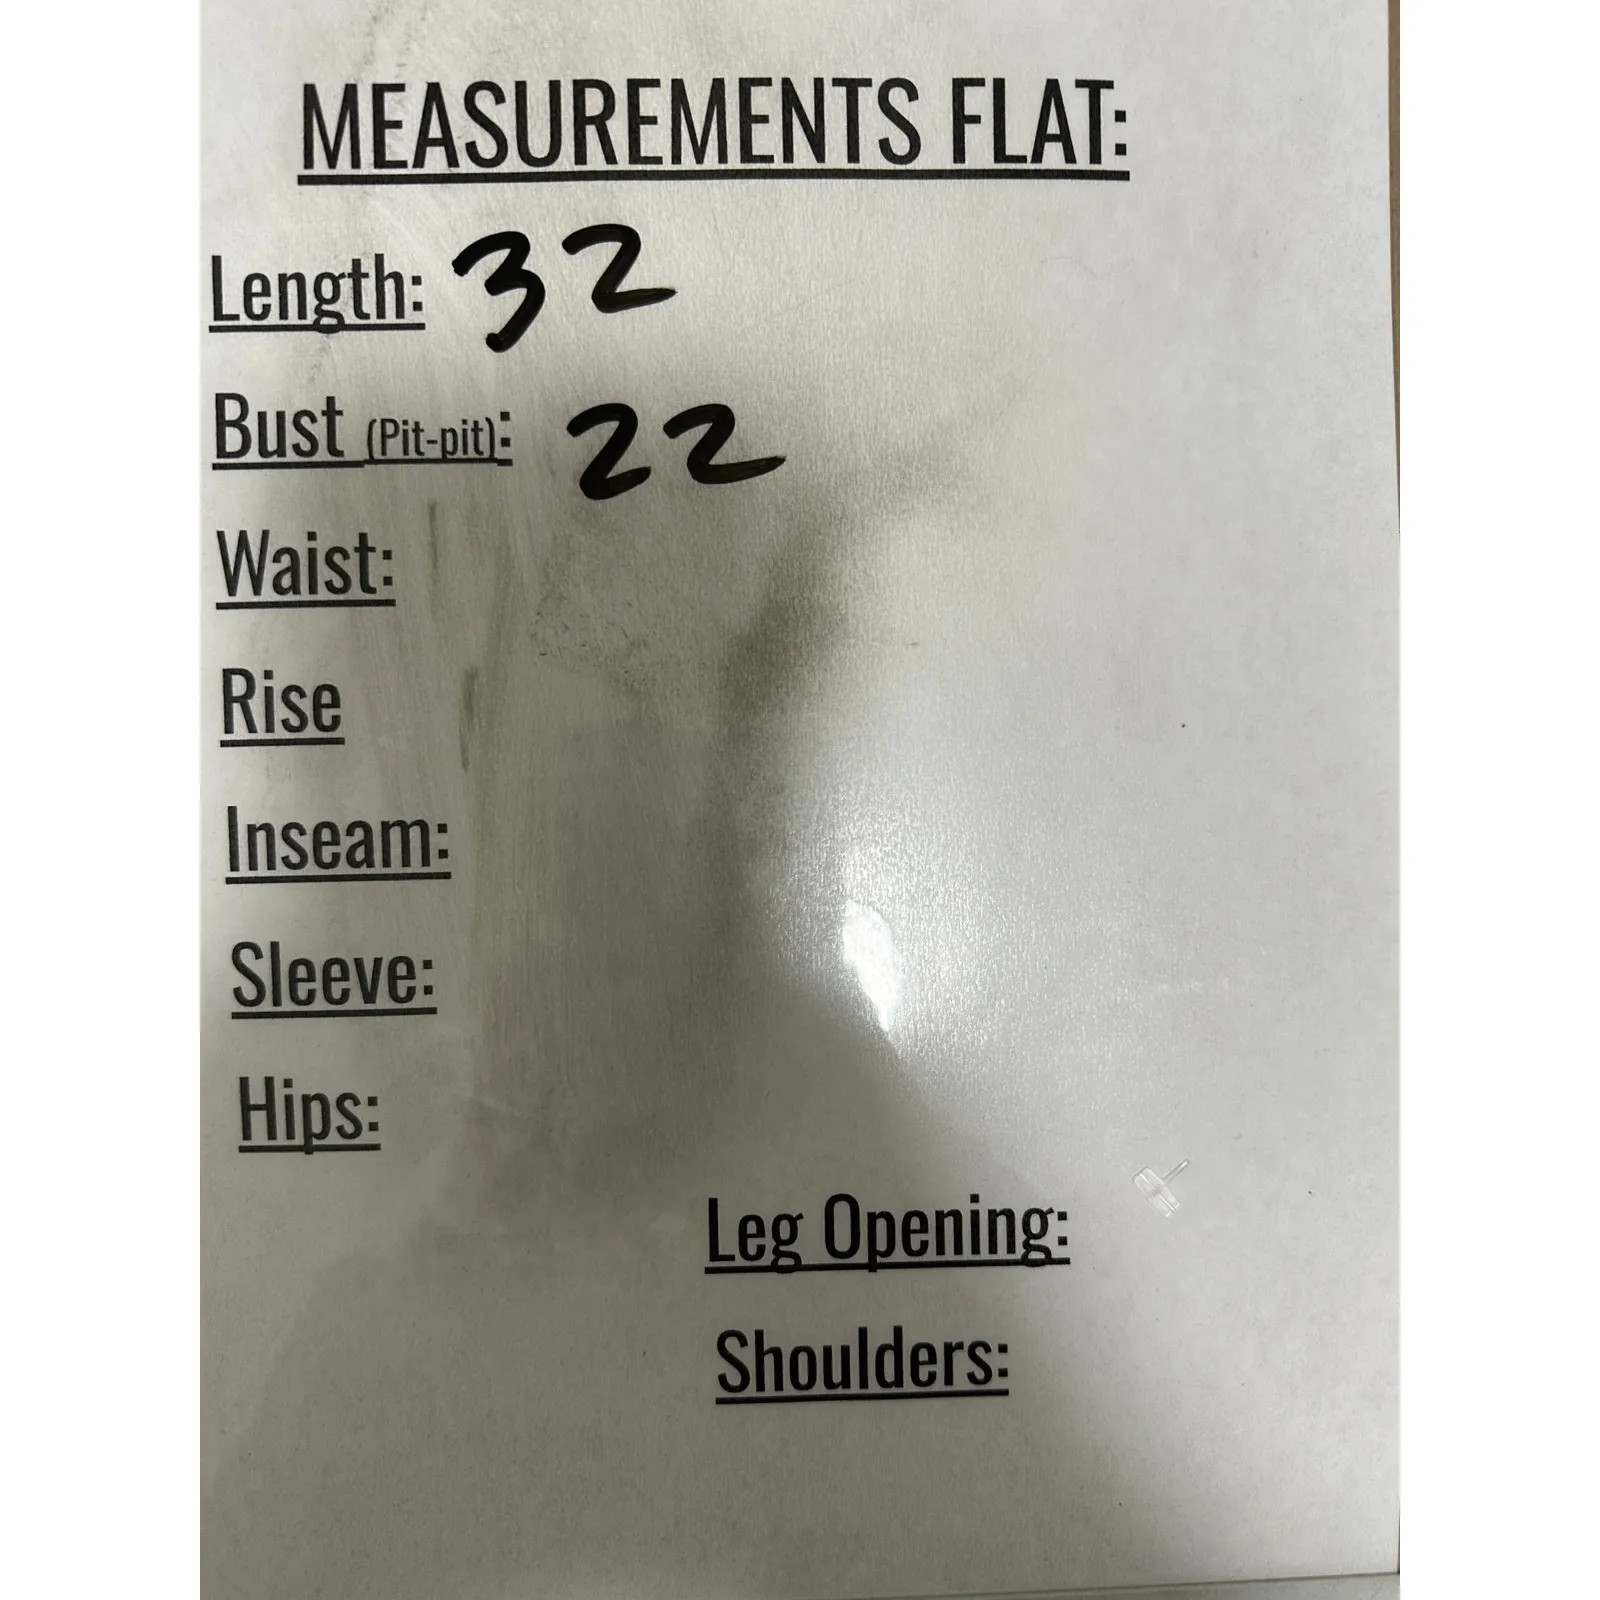 MEASUREMENTS FLAT:
Length: 32
Bust (Pit-pit): 22
Waist:
Rise
Inseam:
Sleeve:
Hips:
Leg Opening:
Shoulders: